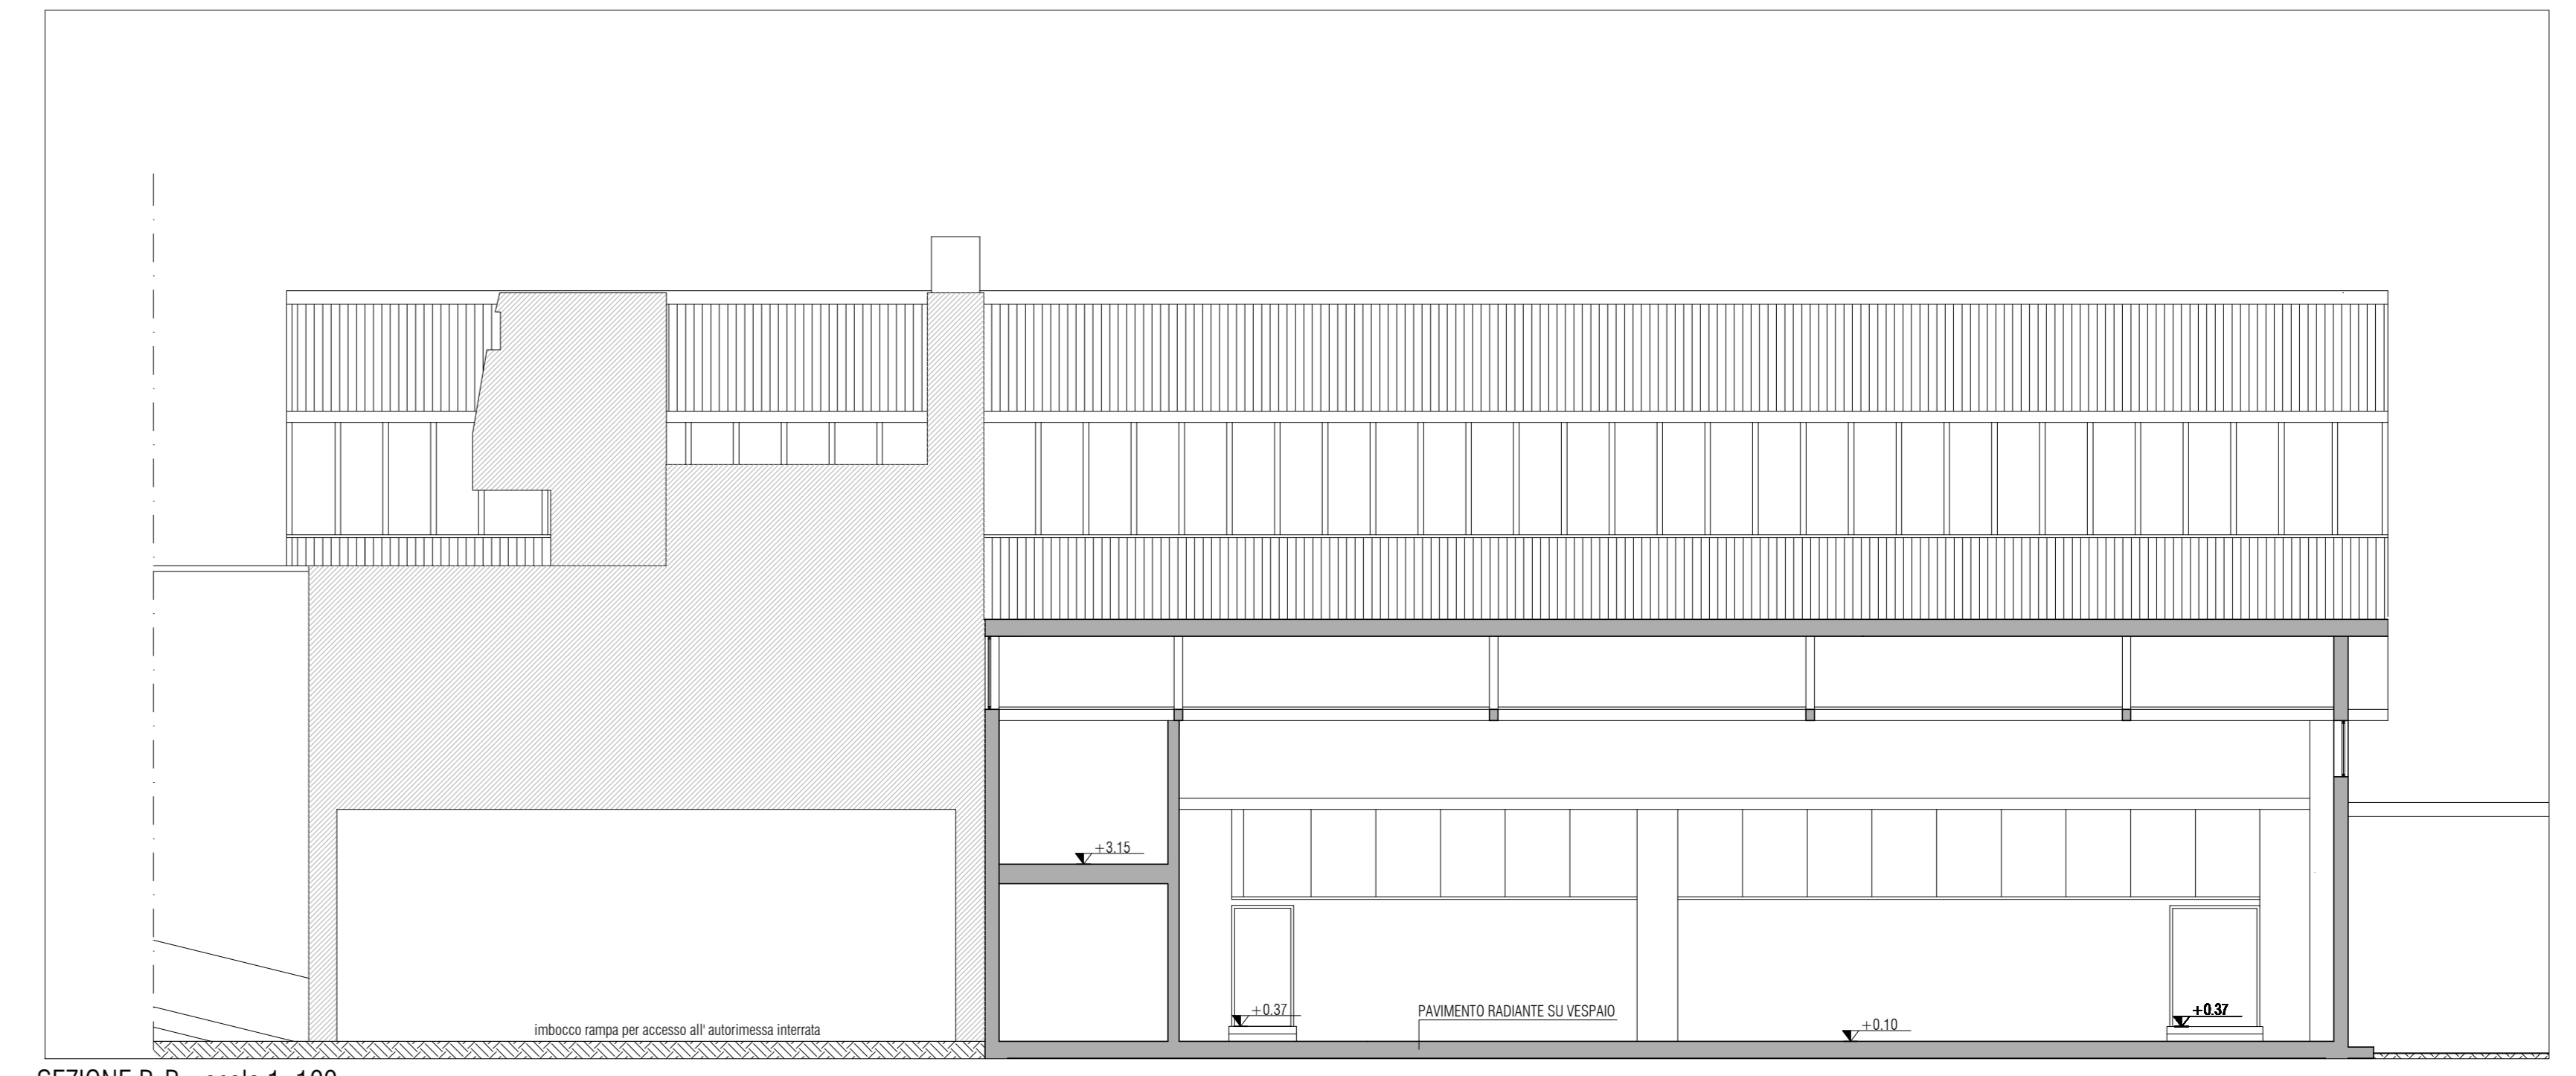 +3.15
+0.37
PAVIMENTO RADIANTE SU VESPAIO
+0.37
+0.10
imbocco rampa per accesso all' autorimessa interrata